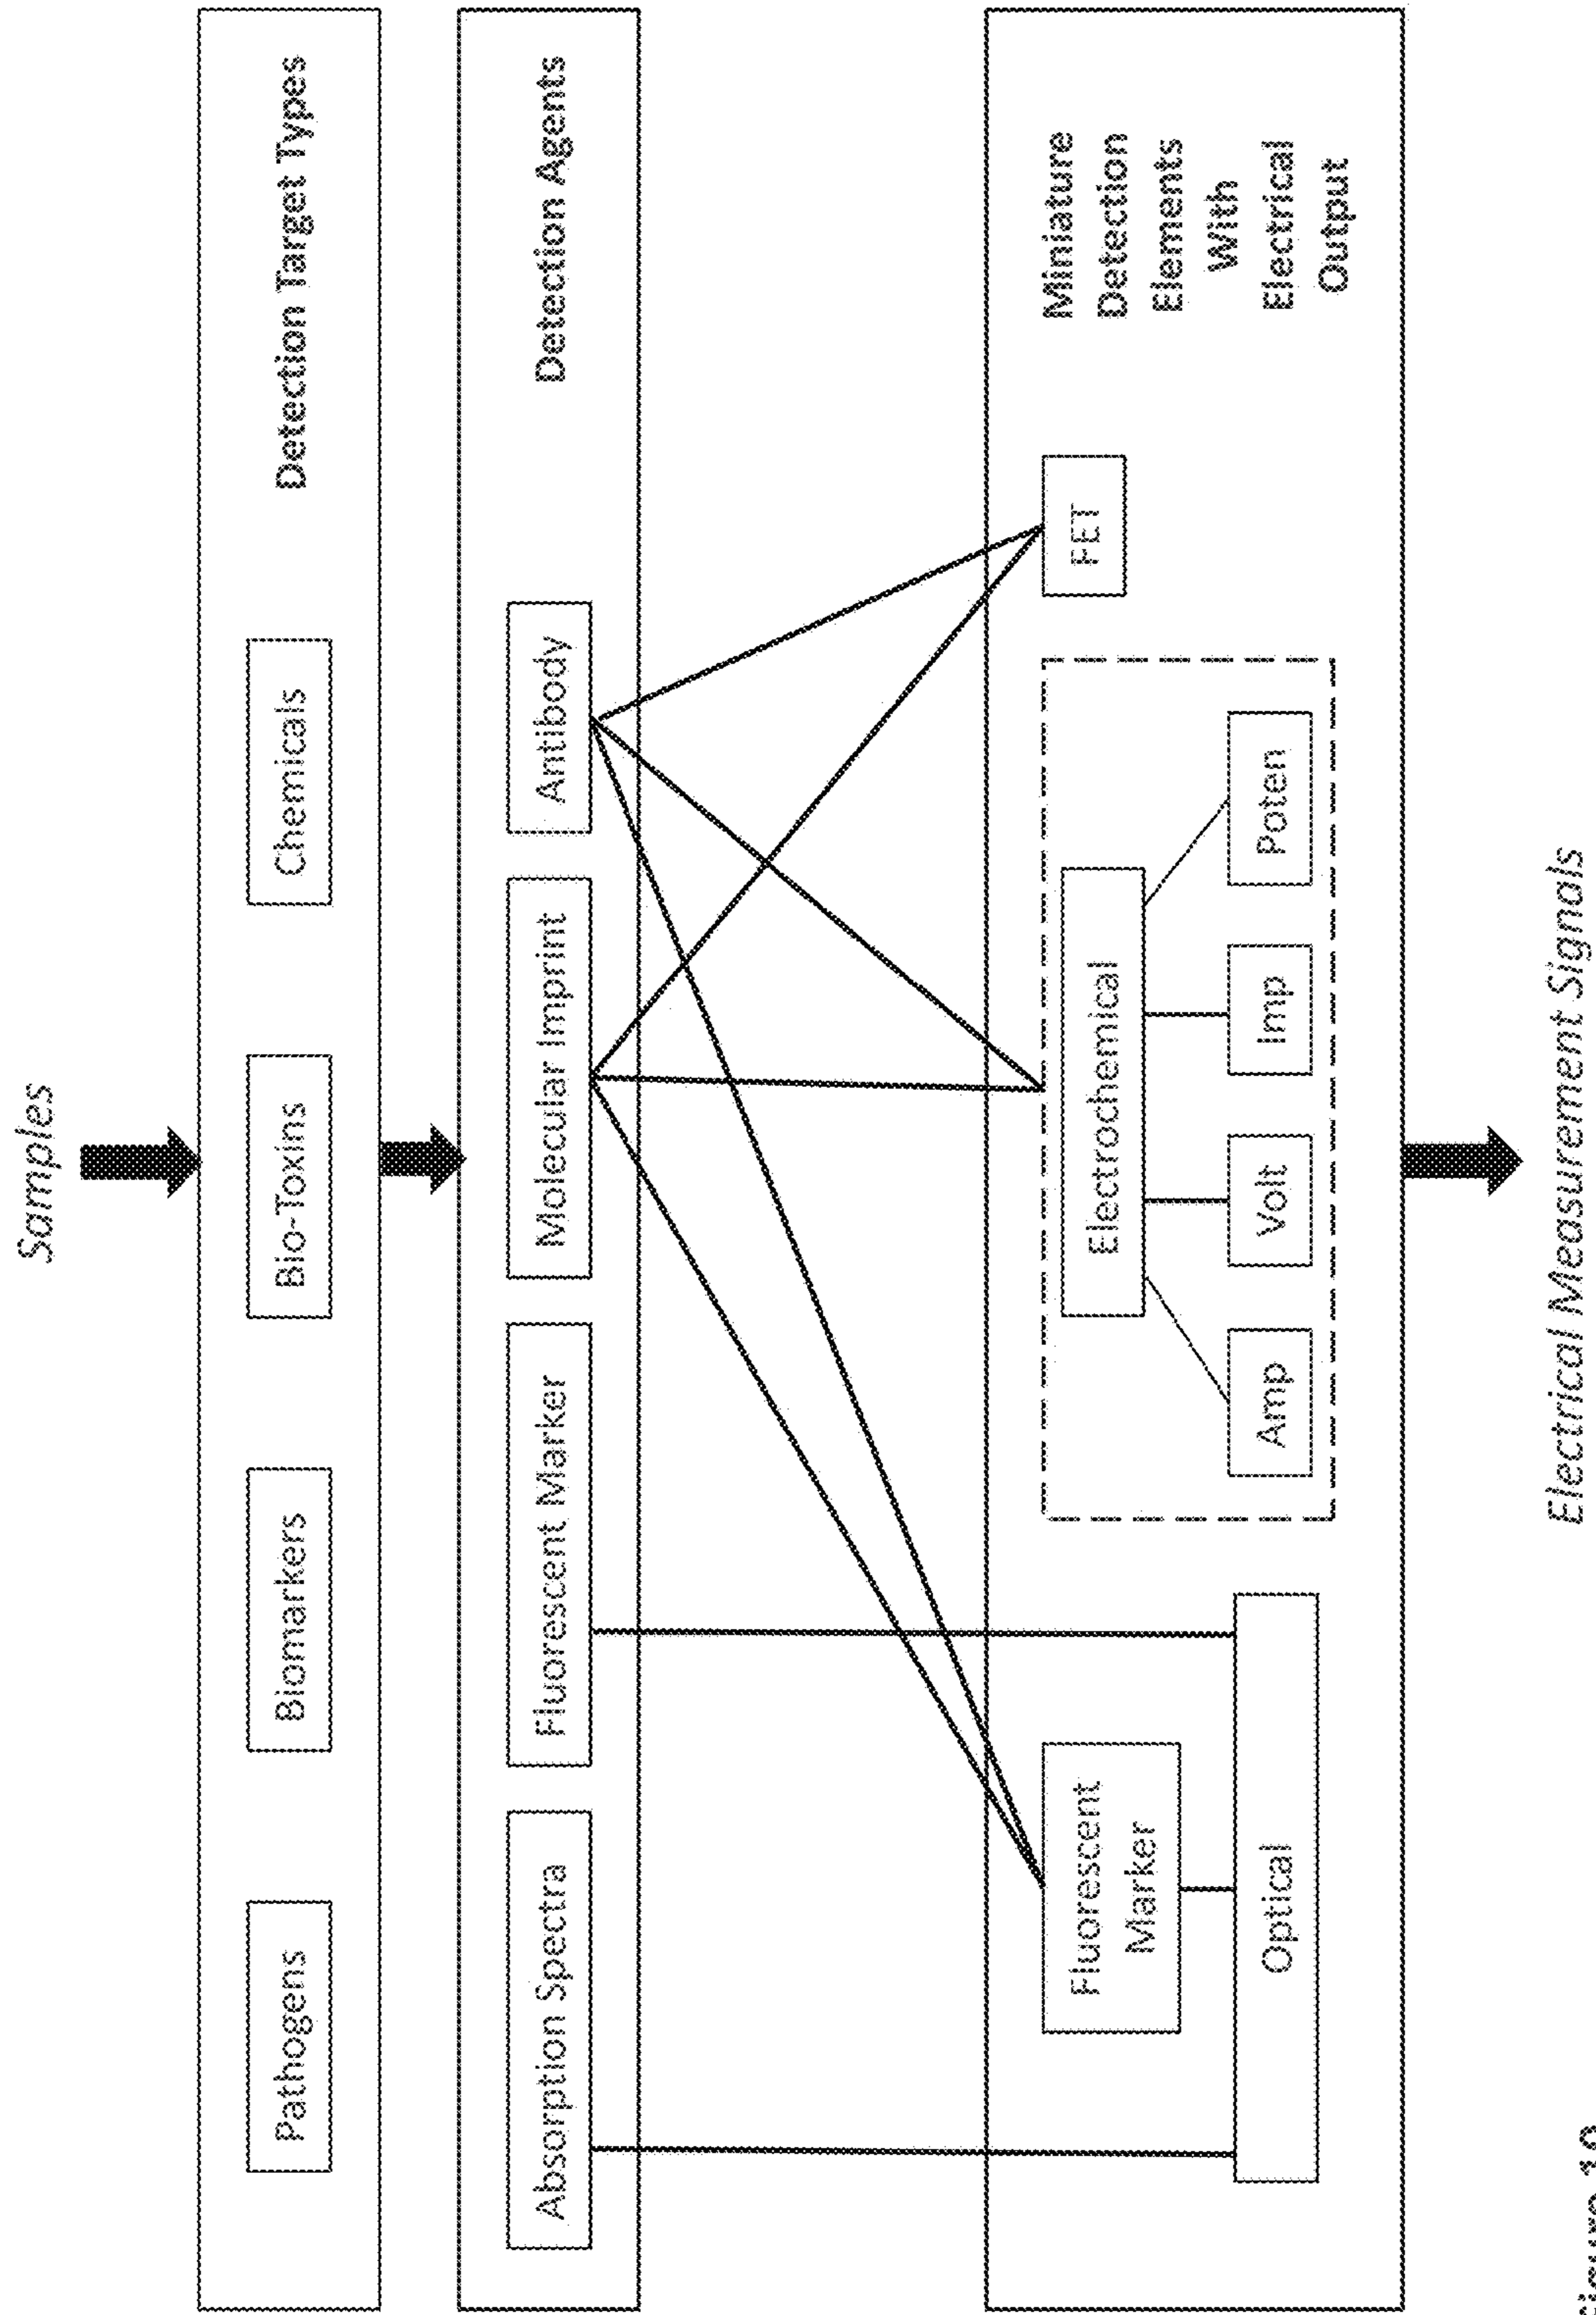 Samples
Pathogens
Biomarkers
Bio-Toxins
Chemicals
Detection Target Types
Absorption Spectra
Fluorescent Marker
Molecular Imprint
Antibody
Detection Agents
Fluorescent
Marker
Optical
Electrochemical
Amp
Volt
Imp
Poten
FET
Miniature
Detection
Elements
With
Electrical
Output
Electrical Measurement Signals